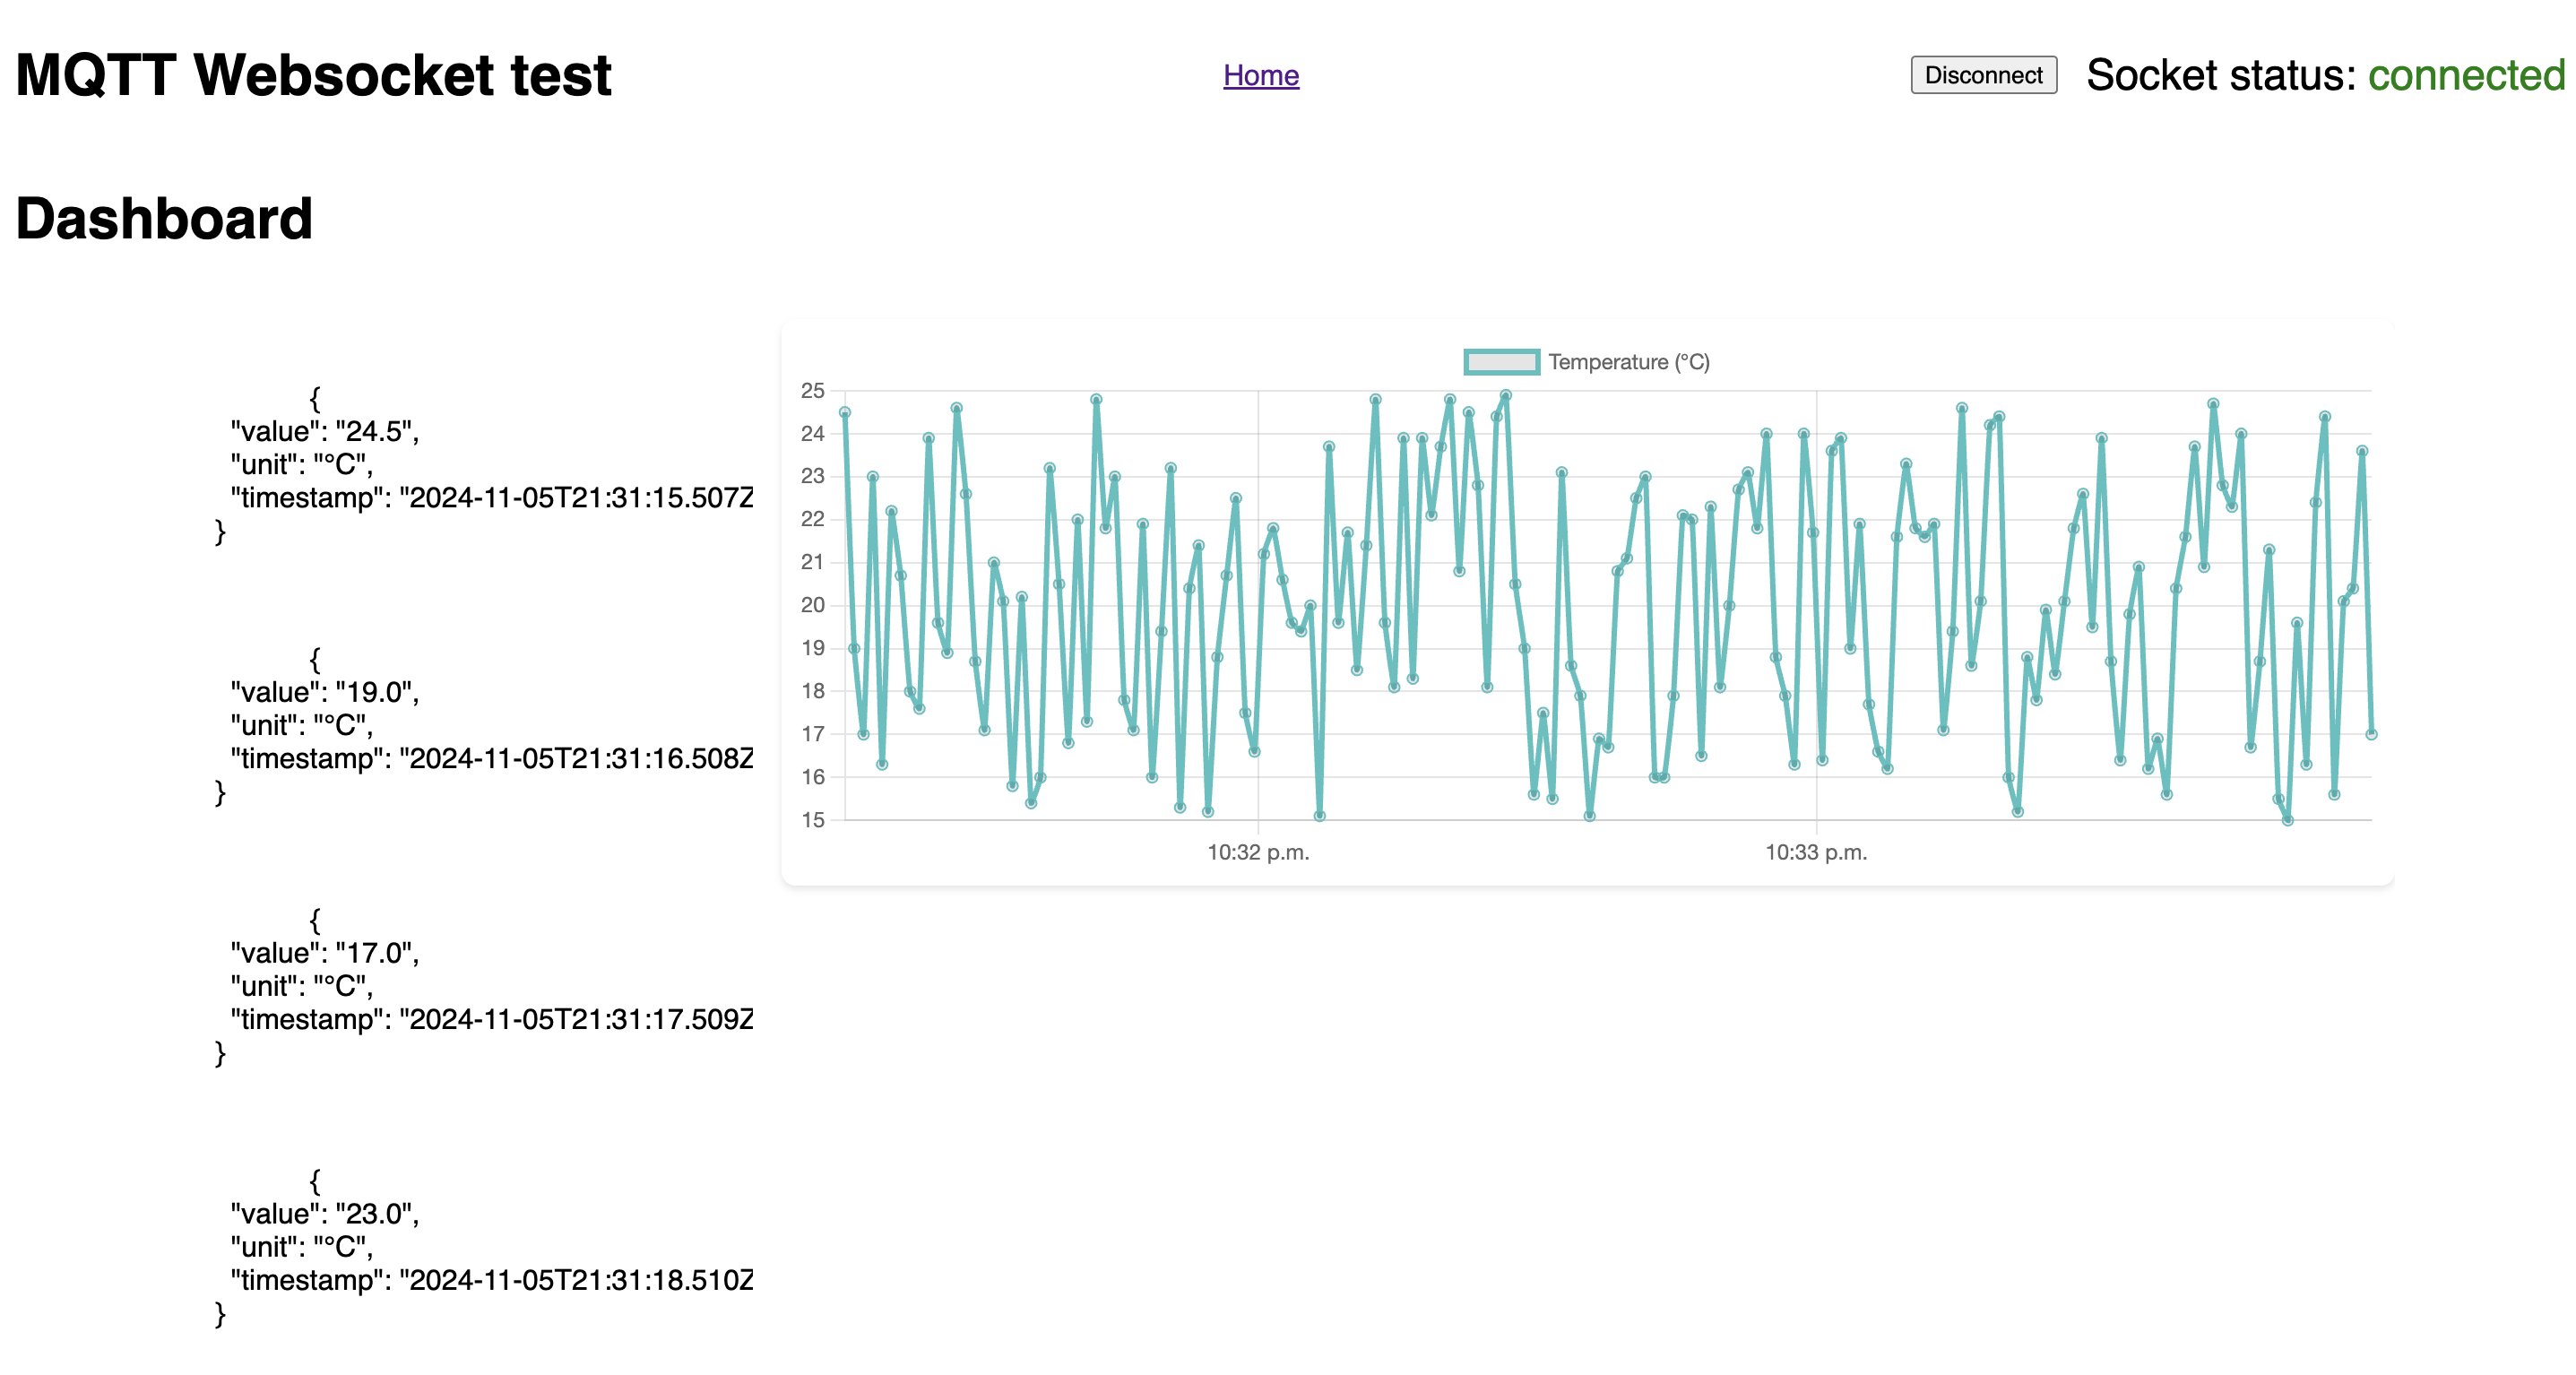 MQTT Websocket test
Home
Disconnect
Socket status: connected
Dashboard
{
"value": "24.5",
"unit": "°C",
"timestamp": "2024-11-05T21:31:15.507Z
}
{
"value": "19.0",
"unit": "°C",
"timestamp": "2024-11-05T21:31:16.508Z
}
{
"value": "17.0",
"unit": "°C",
"timestamp": "2024-11-05T21:31:17.509Z
}
{
"value": "23.0",
"unit": "°C",
"timestamp": "2024-11-05T21:31:18.510Z
}
Temperature (°C)
25
24
23
22
21
20
19
18
17
16
15
10:32 p.m.
10:33 p.m.